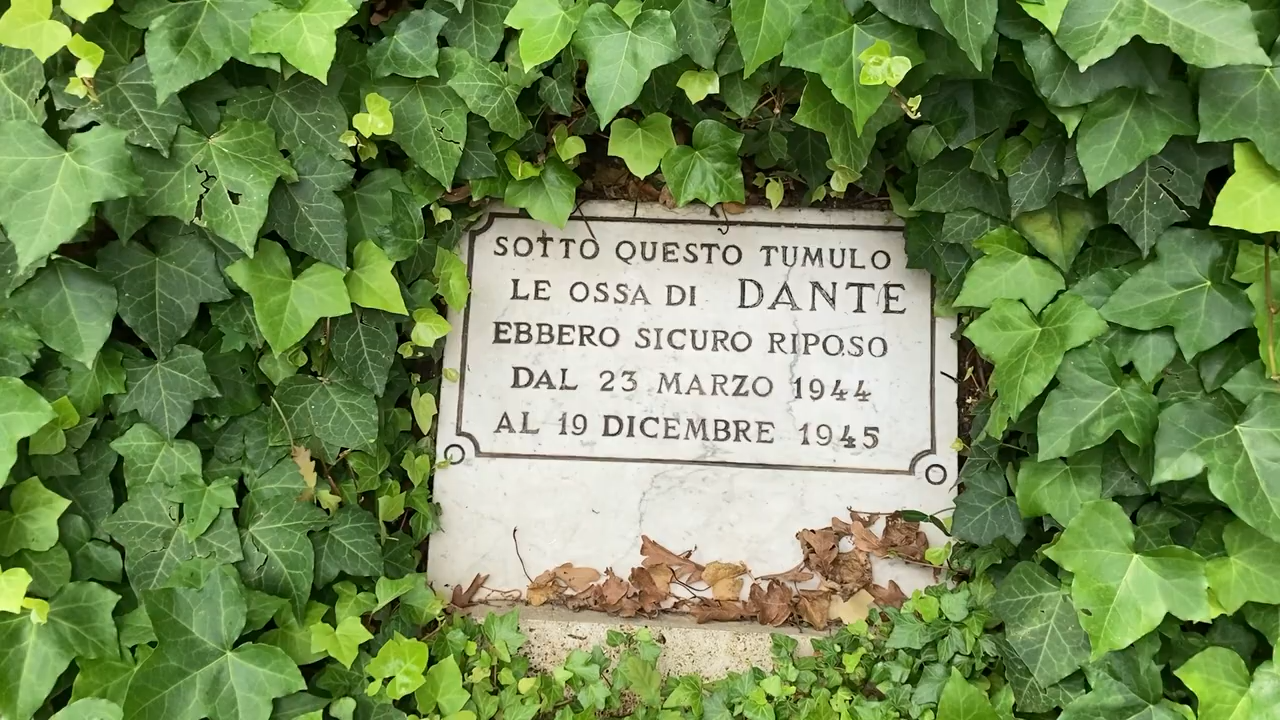 SOTTO QUESTO TUMULO
LE OSSA DI DANTE
EBBERO SICURO RIPOSO
DAL 23 MARZO 1944
AL 19 DICEMBRE 1945